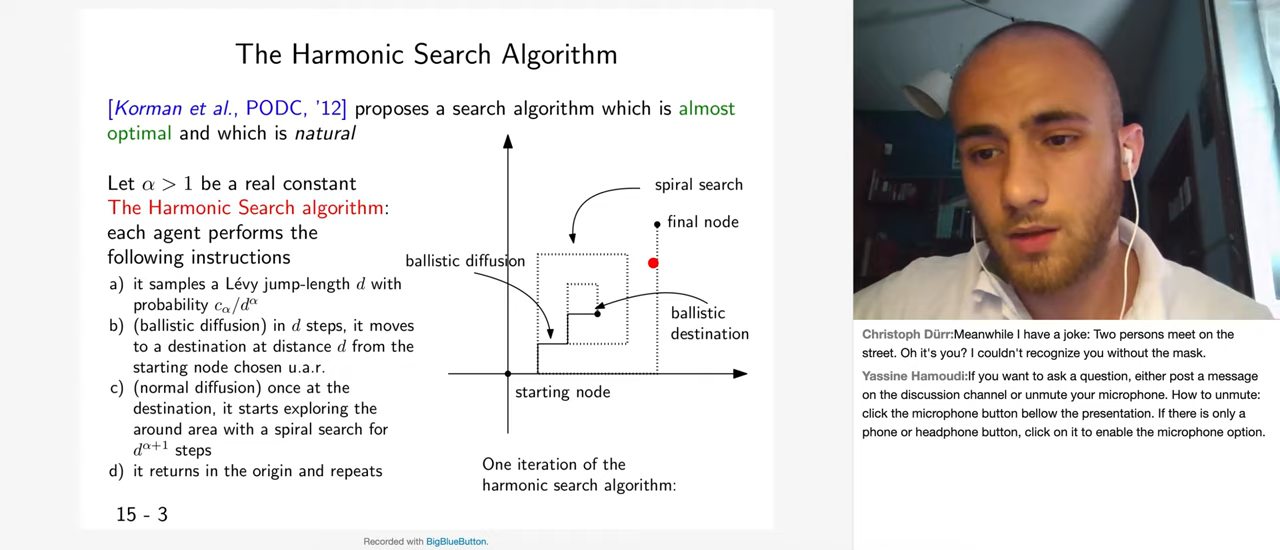 The Harmonic Search Algorithm
[Korman et al., PODC, '12] proposes a search algorithm which is almost
optimal and which is natural
Let α > 1 be a real constant
The Harmonic Search algorithm:
each agent performs the
following instructions
a) it samples a Lévy jump-length d with
probability c_α/d^α
b) (ballistic diffusion) in d steps, it moves
to a destination at distance d from the
starting node chosen u.a.r.
c) (normal diffusion) once at the
destination, it starts exploring the
around area with a spiral search for
d^{α+1} steps
d) it returns in the origin and repeats
spiral search
final node
ballistic diffusion
ballistic
destination
starting node
One iteration of the
harmonic search algorithm:
15 - 3
Recorded with BigBlueButton.
Christoph Dürr:Meanwhile I have a joke: Two persons meet on the
street. Oh it's you? I couldn't recognize you without the mask.
Yassine Hamoudi:If you want to ask a question, either post a message
on the discussion channel or unmute your microphone. How to unmute:
click the microphone button bellow the presentation. If there is only a
phone or headphone button, click on it to enable the microphone option.